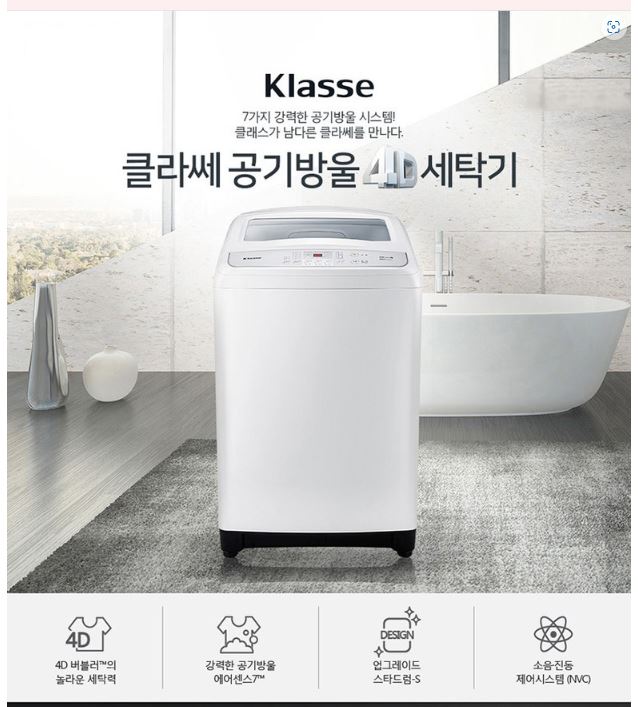 Klasse
7가지 강력한 공기방울 시스템!
클래스가 남다른 클라쎄를 만나다.
클라쎄 공기방울 4D 세탁기
Klasse
4D
4D 버블러™의
놀라운 세탁력
강력한 공기방울
에어센스7™
DESIGN
업그레이드
스타드럼-S
소음·진동
제어시스템 (NVC)